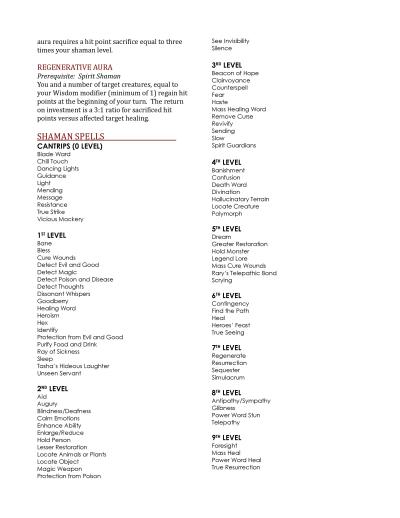 aura requires a hit point sacrifice equal to three
times your shaman level.
REGENERATIVE AURA
Prerequisite: Spirit Shaman
You and a number of target creatures, equal to
your Wisdom modifier (minimum of 1) regain hit
points at the beginning of your turn. The return
on investment is a 3:1 ratio for sacrificed hit
points versus affected target healing.
SHAMAN SPELLS
CANTRIPS (0 LEVEL)
Blade Ward
Chill Touch
Dancing Lights
Guidance
Light
Mending
Message
Resistance
True Strike
Vicious Mockery
1ST LEVEL
Bane
Bless
Cure Wounds
Detect Evil and Good
Detect Magic
Detect Poison and Disease
Detect Thoughts
Dissonant Whispers
Goodberry
Healing Word
Heroism
Hex
Identify
Protection from Evil and Good
Purify Food and Drink
Ray of Sickness
Sleep
Tasha's Hideous Laughter
Unseen Servant
2ND LEVEL
Aid
Augury
Blindness/Deafness
Calm Emotions
Enhance Ability
Enlarge/Reduce
Hold Person
Lesser Restoration
Locate Animals or Plants
Locate Object
Magic Weapon
Protection from Poison
See Invisibility
Silence
3RD LEVEL
Beacon of Hope
Clairvoyance
Counterspell
Fear
Haste
Mass Healing Word
Remove Curse
Revivify
Sending
Slow
Spirit Guardians
4TH LEVEL
Banishment
Confusion
Death Ward
Divination
Hallucinatory Terrain
Locate Creature
Polymorph
5TH LEVEL
Dream
Greater Restoration
Hold Monster
Legend Lore
Mass Cure Wounds
Rary's Telepathic Bond
Scrying
6TH LEVEL
Contingency
Find the Path
Heal
Heroes' Feast
True Seeing
7TH LEVEL
Regenerate
Resurrection
Sequester
Simulacrum
8TH LEVEL
Antipathy/Sympathy
Glibness
Power Word Stun
Telepathy
9TH LEVEL
Foresight
Mass Heal
Power Word Heal
True Resurrection